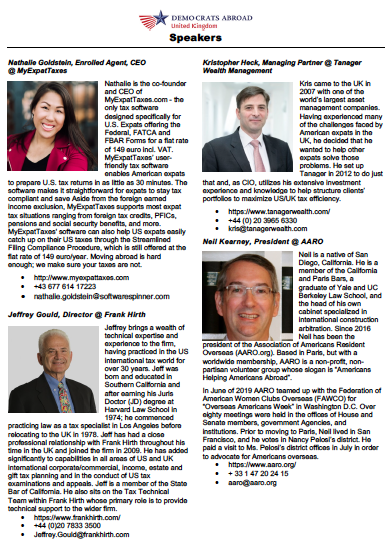 DEMOCRATS ABROAD
United Kingdom
Speakers
Nathalie Goldstein, Enrolled Agent, CEO
@ MyExpatTaxes
Nathalie is the co-founder
and CEO of
MyExpatTaxes.com - the
only tax software
designed specifically for
U.S. Expats offering the
Federal, FATCA and
FBAR Forms for a flat rate
of 149 euro incl. VAT.
MyExpatTaxes' user-
friendly tax software
enables American expats
to prepare U.S. tax returns in as little as 30 minutes. The
software makes it straightforward for expats to stay tax
compliant and save Aside from the foreign earned
income exclusion, MyExpatTaxes supports most expat
tax situations ranging from foreign tax credits, PFICs,
pensions and social security benefits, and more.
MyExpatTaxes' software can also help US expats easily
catch up on their US taxes through the Streamlined
Filing Compliance Procedure, which is still offered at the
flat rate of 149 euro/year. Moving abroad is hard
enough; we make sure your taxes are not.
• http://www.myexpattaxes.com
• +43 677 614 17223
• nathalie.goldstein@softwarespinner.com
Jeffrey Gould, Director @ Frank Hirth
Jeffrey brings a wealth of
technical expertise and
experience to the firm,
having practiced in the US
international tax world for
over 30 years. Jeff was
born and educated in
Southern California and
after earning his Juris
Doctor (JD) degree at
Harvard Law School in
1974; he commenced
practicing law as a tax specialist in Los Angeles before
relocating to the UK in 1978. Jeff has had a close
professional relationship with Frank Hirth throughout his
time in the UK and joined the firm in 2009. He has added
significantly to capabilities in all areas of US and UK
international corporate/commercial, income, estate and
gift tax planning and in the conduct of US tax
examinations and appeals. Jeff is a member of the State
Bar of California. He also sits on the Tax Technical
Team within Frank Hirth whose primary role is to provide
technical support to the wider firm.
• https://www.frankhirth.com/
• +44 (0)20 7833 3500
• Jeffrey.Gould@frankhirth.com
Kristopher Heck, Managing Partner @ Tanager
Wealth Management
Kris came to the UK in
2007 with one of the
world's largest asset
management companies.
Having experienced many
of the challenges faced by
American expats in the
UK, he decided that he
wanted to help other
expats solve those
problems. He set up
Tanager in 2012 to do just
that and, as CIO, utilizes his extensive investment
experience and knowledge to help structure clients'
portfolios to maximize US/UK tax efficiency.
• https://www.tanagerwealth.com/
• +44 (0) 20 3965 6330
• kris@tanagerwealth.com
Neil Kearney, President @ AARO
Neil is a native of San
Diego, California. He is a
member of the California
and Paris Bars, a
graduate of Yale and UC
Berkeley Law School, and
the head of his own
cabinet specialized in
international construction
arbitration. Since 2016
Neil has been the
president of the Association of Americans Resident
Overseas (AARO.org). Based in Paris, but with a
worldwide membership, AARO is a non-profit, non-
partisan volunteer group whose slogan is "Americans
Helping Americans Abroad".
In June of 2019 AARO teamed up with the Federation of
American Women Clubs Overseas (FAWCO) for
"Overseas Americans Week" in Washington D.C. Over
eighty meetings were held in the offices of House and
Senate members, government Agencies, and
institutions. Prior to moving to Paris, Neil lived in San
Francisco, and he votes in Nancy Pelosi's district. He
paid a visit to Ms. Pelosi's district offices in July in order
to advocate for Americans overseas.
• https://www.aaro.org/
• + 33 1 47 20 24 15
• aaro@aaro.org